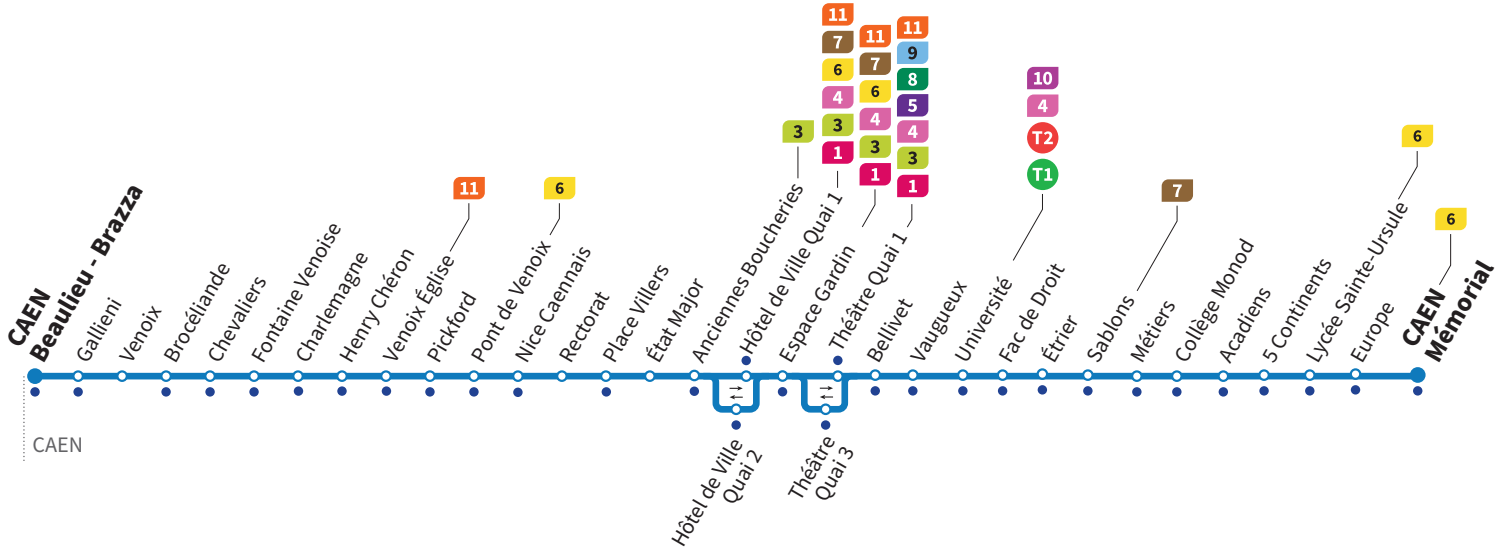 CAEN
Beaulieu - Brazza
Gallieni
Venoix
Brocéliande
Chevaliers
Fontaine Venoise
Charlemagne
Henry Chéron
Venoix Église
11
Pickford
Pont de Venoix
6
Nice Caennais
Rectorat
Place Villers
État Major
Anciennes Boucheries
3
Hôtel de Ville Quai 1
11
7
6
4
3
1
Espace Gardin
11
7
6
4
3
1
Théâtre Quai 1
11
9
8
5
4
3
1
Bellivet
Vaugueux
Université
10
4
T2
T1
Fac de Droit
Étrier
Sablons
7
Métiers
Collège Monod
Acadiens
5 Continents
Lycée Sainte-Ursule
6
Europe
CAEN
Mémorial
6
Hôtel de Ville
Quai 2
Théâtre
Quai 3
CAEN